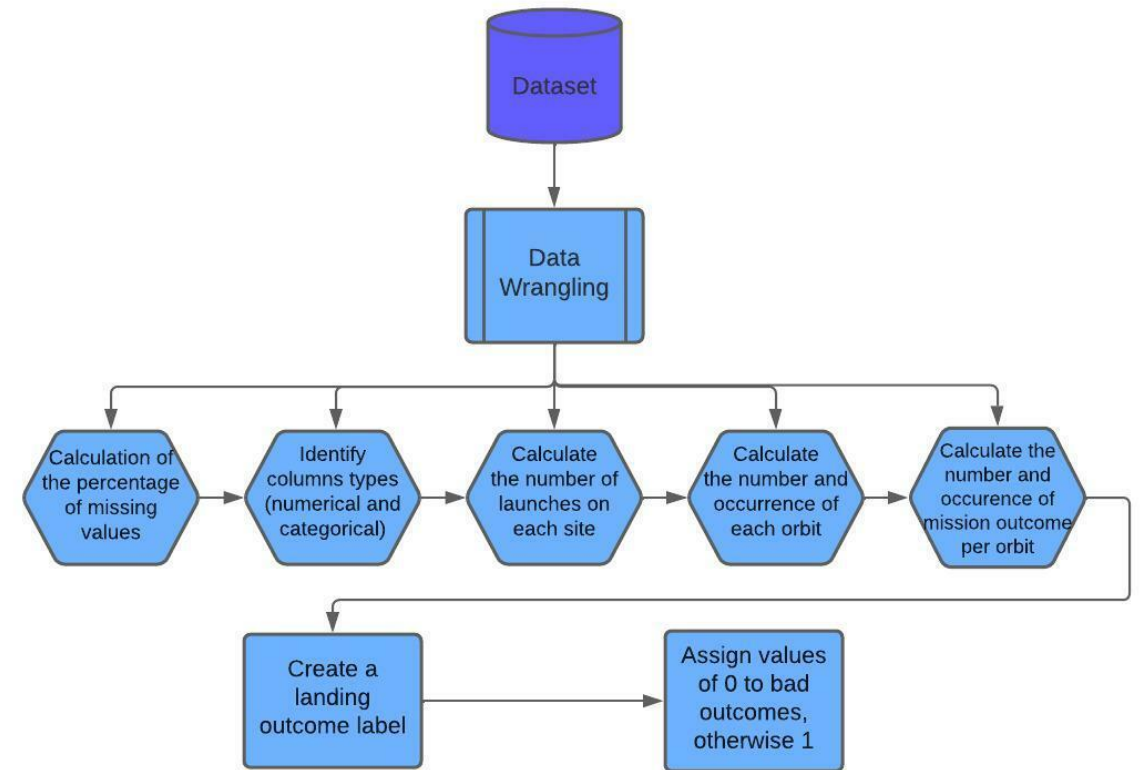 Dataset
Data
Wrangling
Calculation of
the percentage
of missing
values
Identify
columns types
(numerical and
categorical)
Calculate
the number of
launches on
each site
Calculate
the number and
occurrence of
each orbit
Calculate the
number and
occurence of
mission outcome
per orbit
Create a
landing
outcome label
Assign values
of 0 to bad
outcomes,
otherwise 1